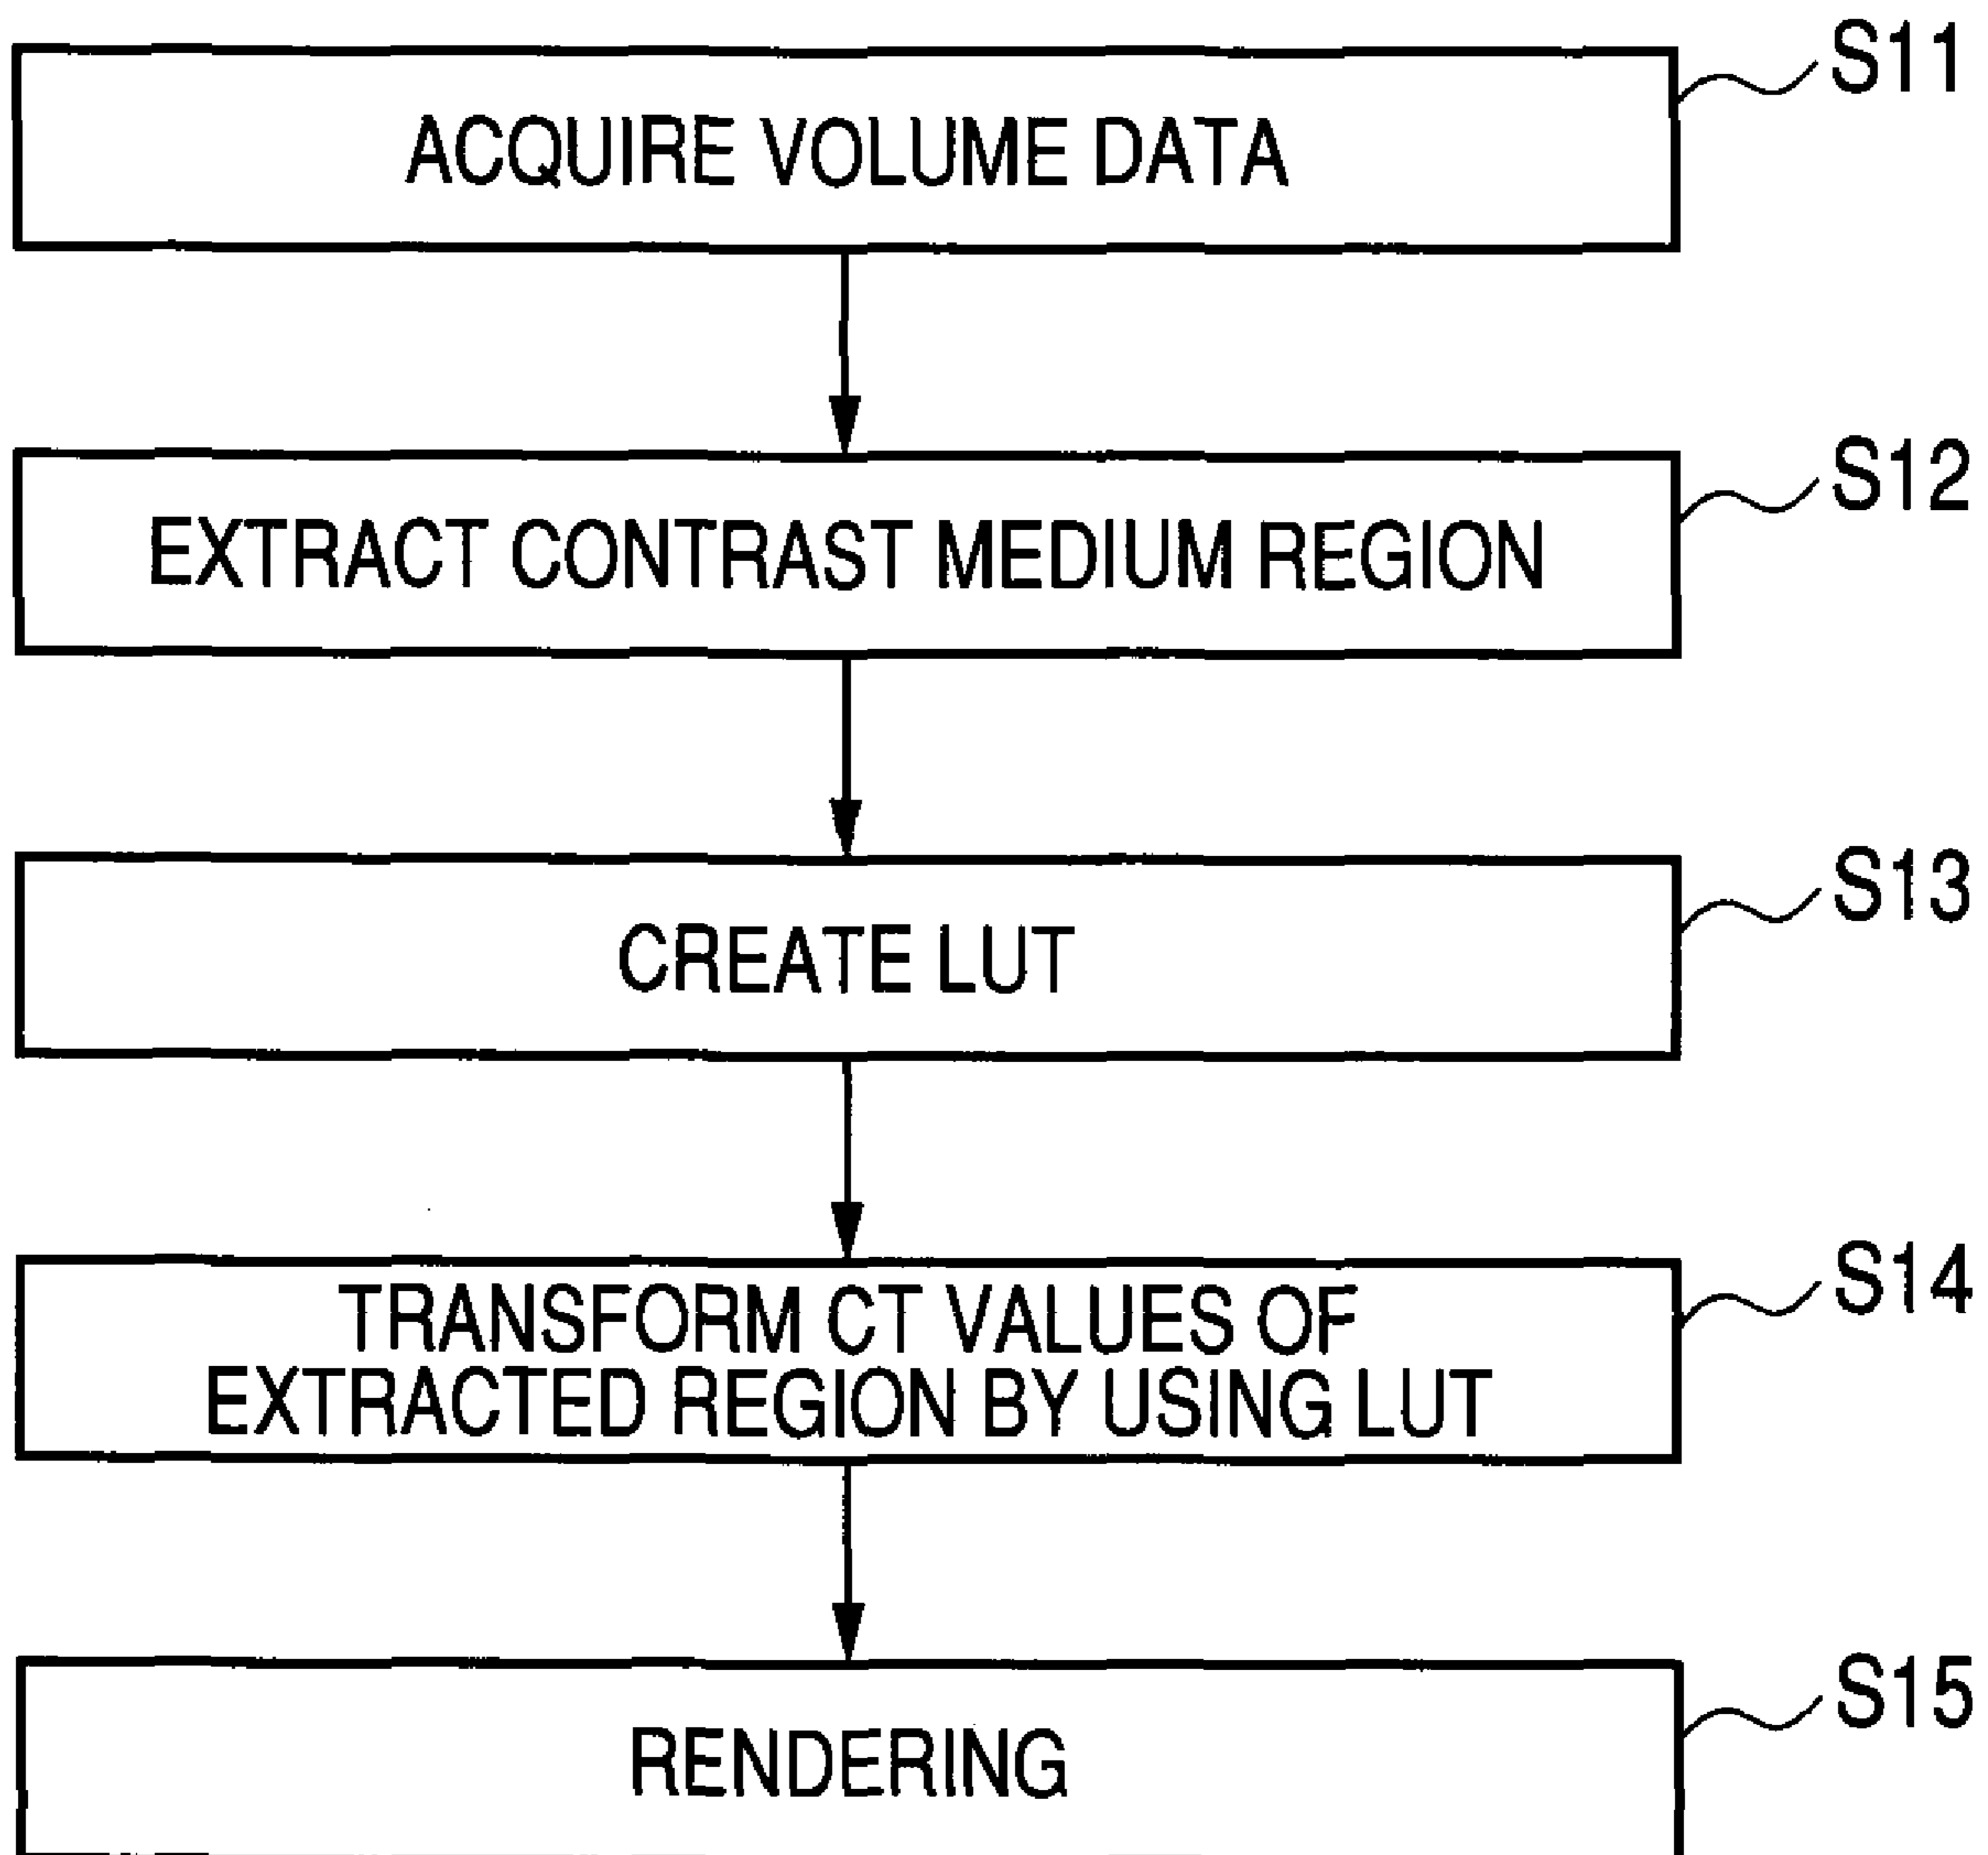 S11
ACQUIRE VOLUME DATA
S12
EXTRACT CONTRAST MEDIUM REGION
S13
CREATE LUT
S14
TRANSFORM CT VALUES OF
EXTRACTED REGION BY USING LUT
S15
RENDERING